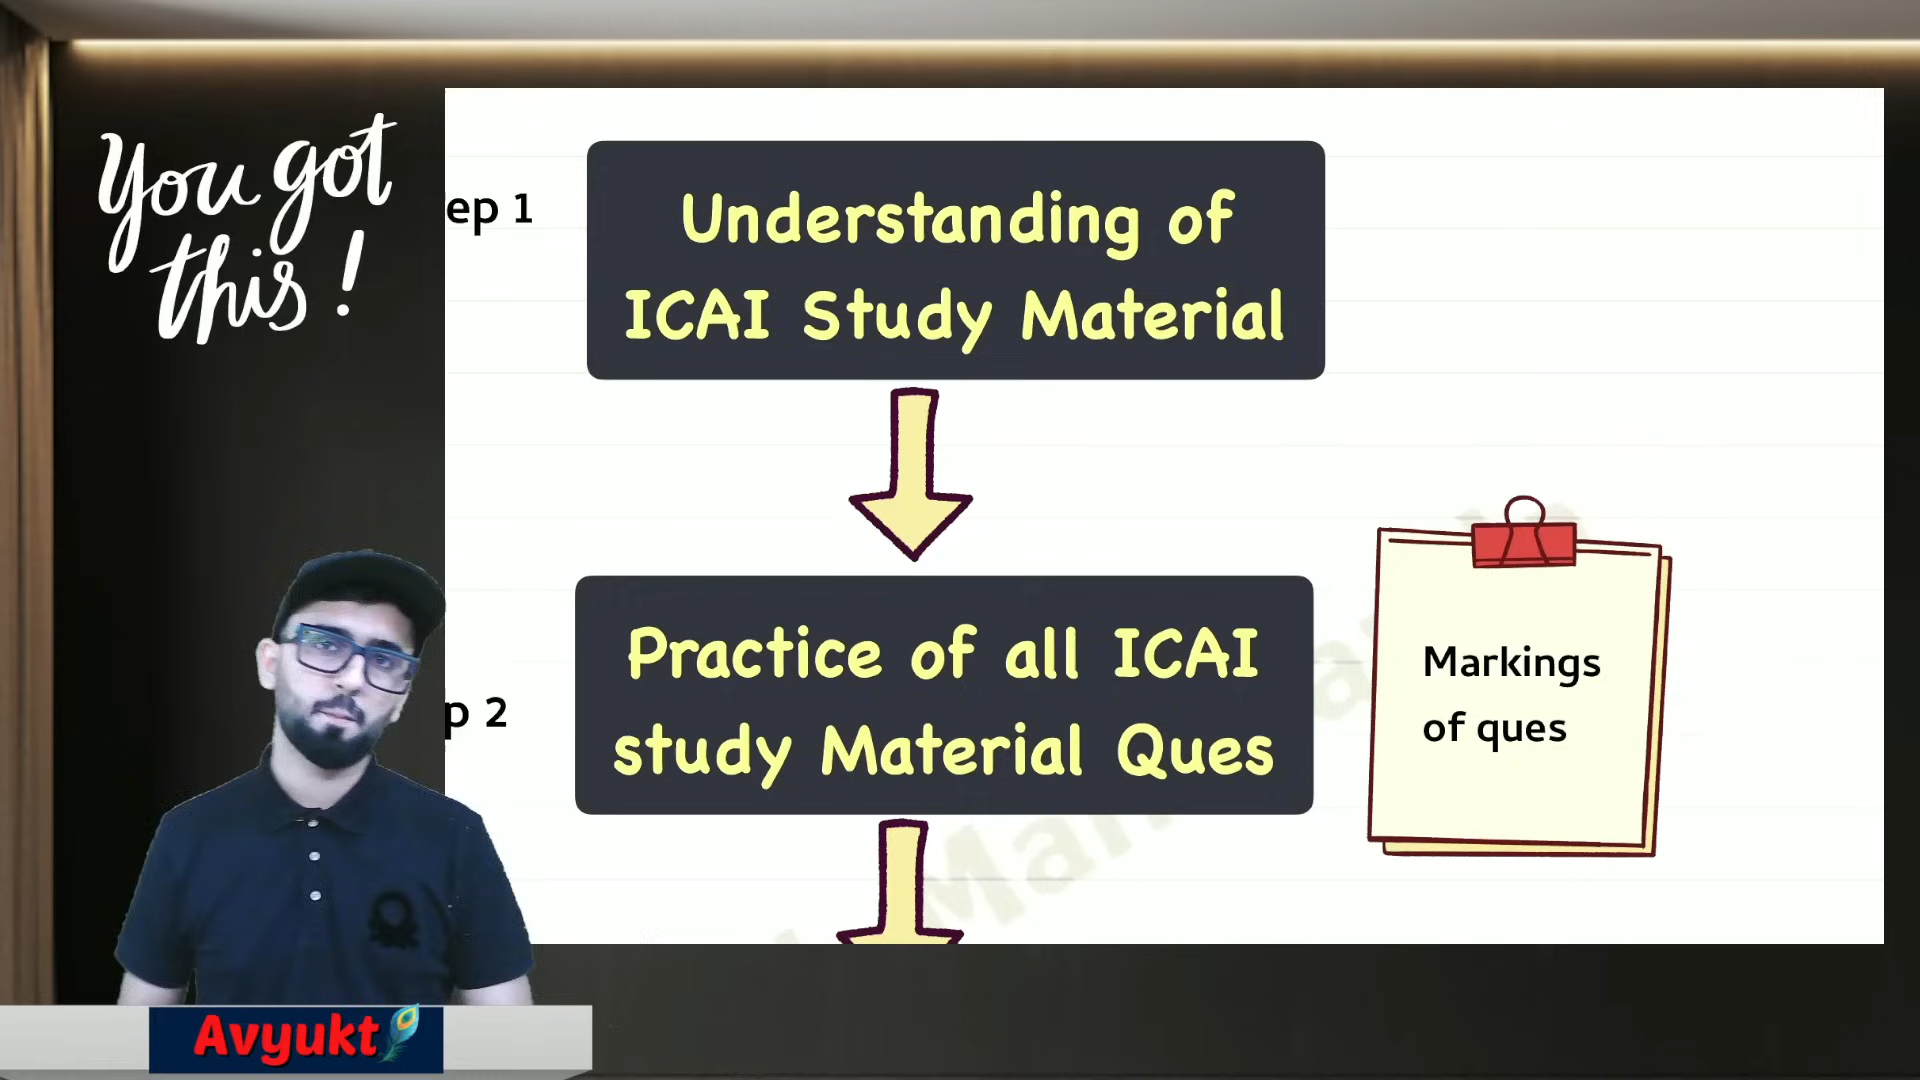 You got
this!
ep 1
Understanding of
ICAI Study Material
p 2
Practice of all ICAI
study Material Ques
Markings
of ques
Avyukt